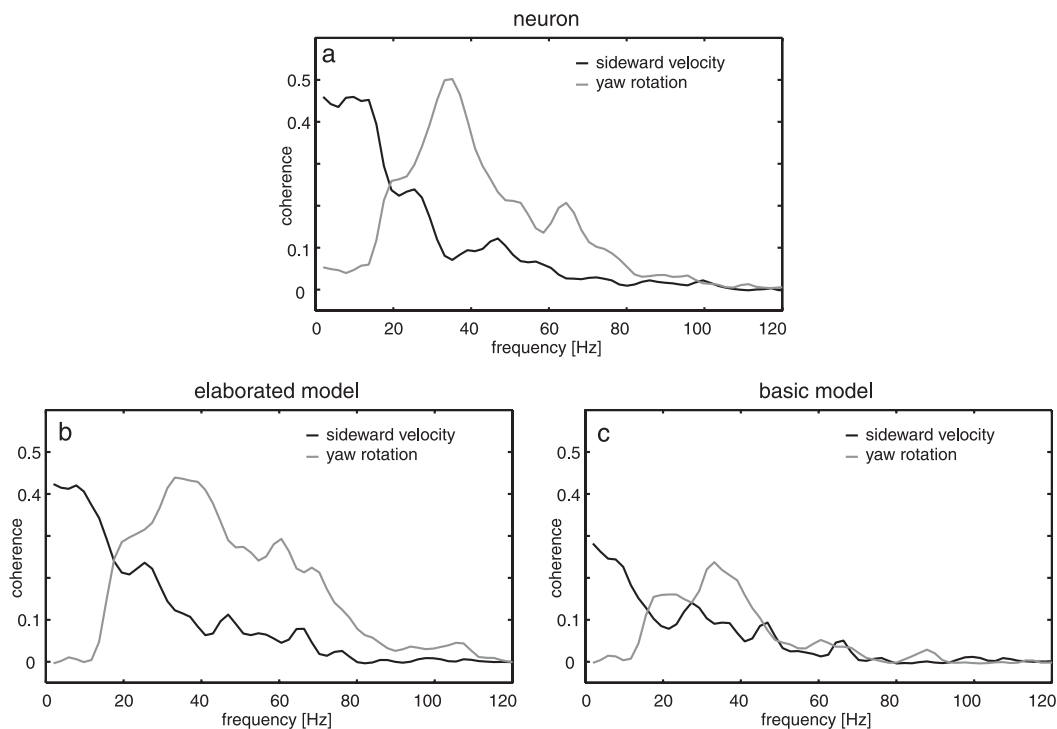 neuron
a
sideward velocity
yaw rotation
coherence
0.5
0.4
0.1
0
0 20 40 60 80 100 120
frequency [Hz]
elaborated model
b
sideward velocity
yaw rotation
coherence
0.5
0.4
0.1
0
0 20 40 60 80 100 120
frequency [Hz]
basic model
c
sideward velocity
yaw rotation
coherence
0.5
0.4
0.1
0
0 20 40 60 80 100 120
frequency [Hz]